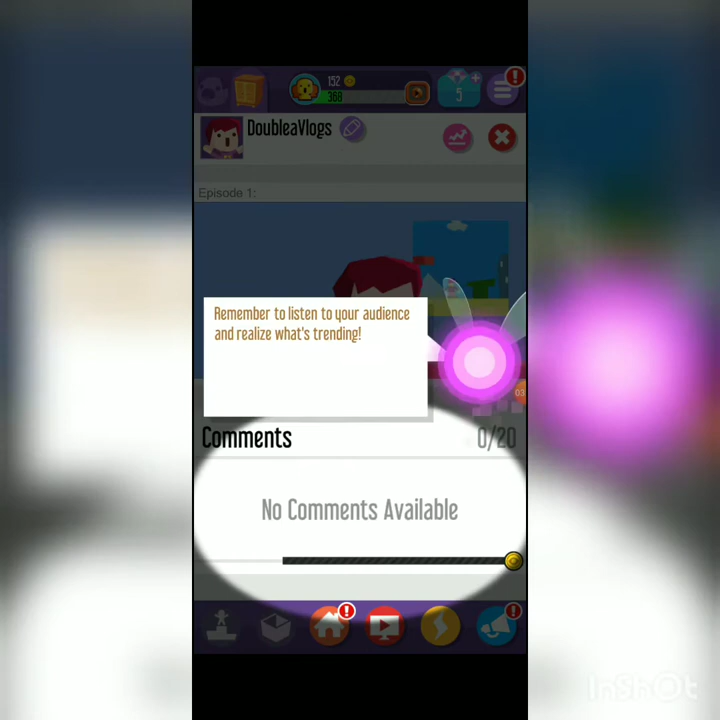 152
368
5
!
DoubleaVlogs
Episode 1:
Remember to listen to your audience
and realize what's trending!
03
Comments
0/20
No Comments Available
!
!
InShOt